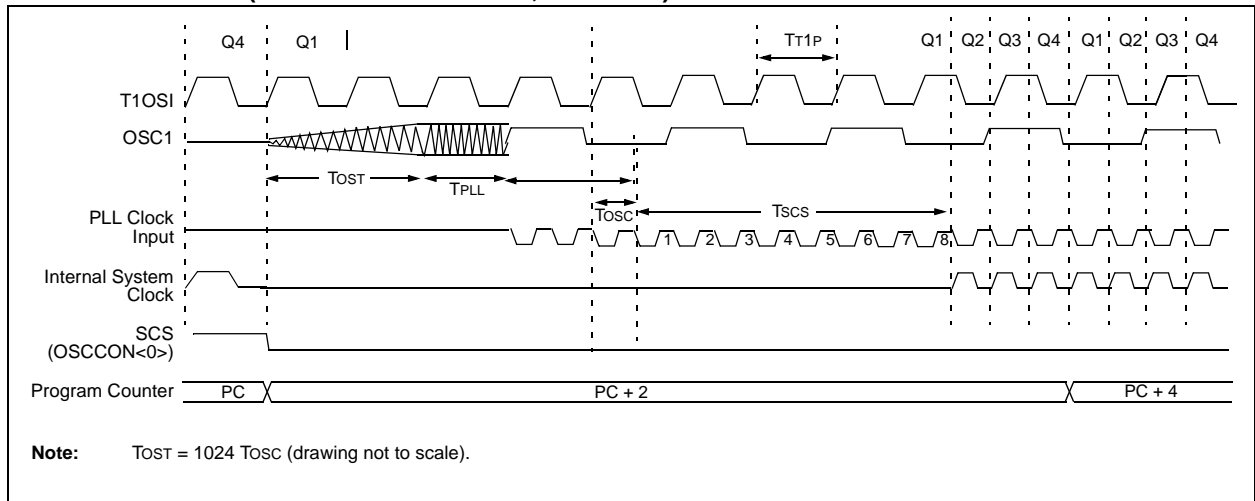 Q4 Q1 TT1P Q1 Q2 Q3 Q4 Q1 Q2 Q3 Q4
T1OSI
OSC1
TOST TPLL
TOSC TSCS
PLL Clock
Input
1 2 3 4 5 6 7 8
Internal System
Clock
SCS
(OSCCON<0>)
Program Counter PC PC + 2 PC + 4
Note: TOST = 1024 TOSC (drawing not to scale).